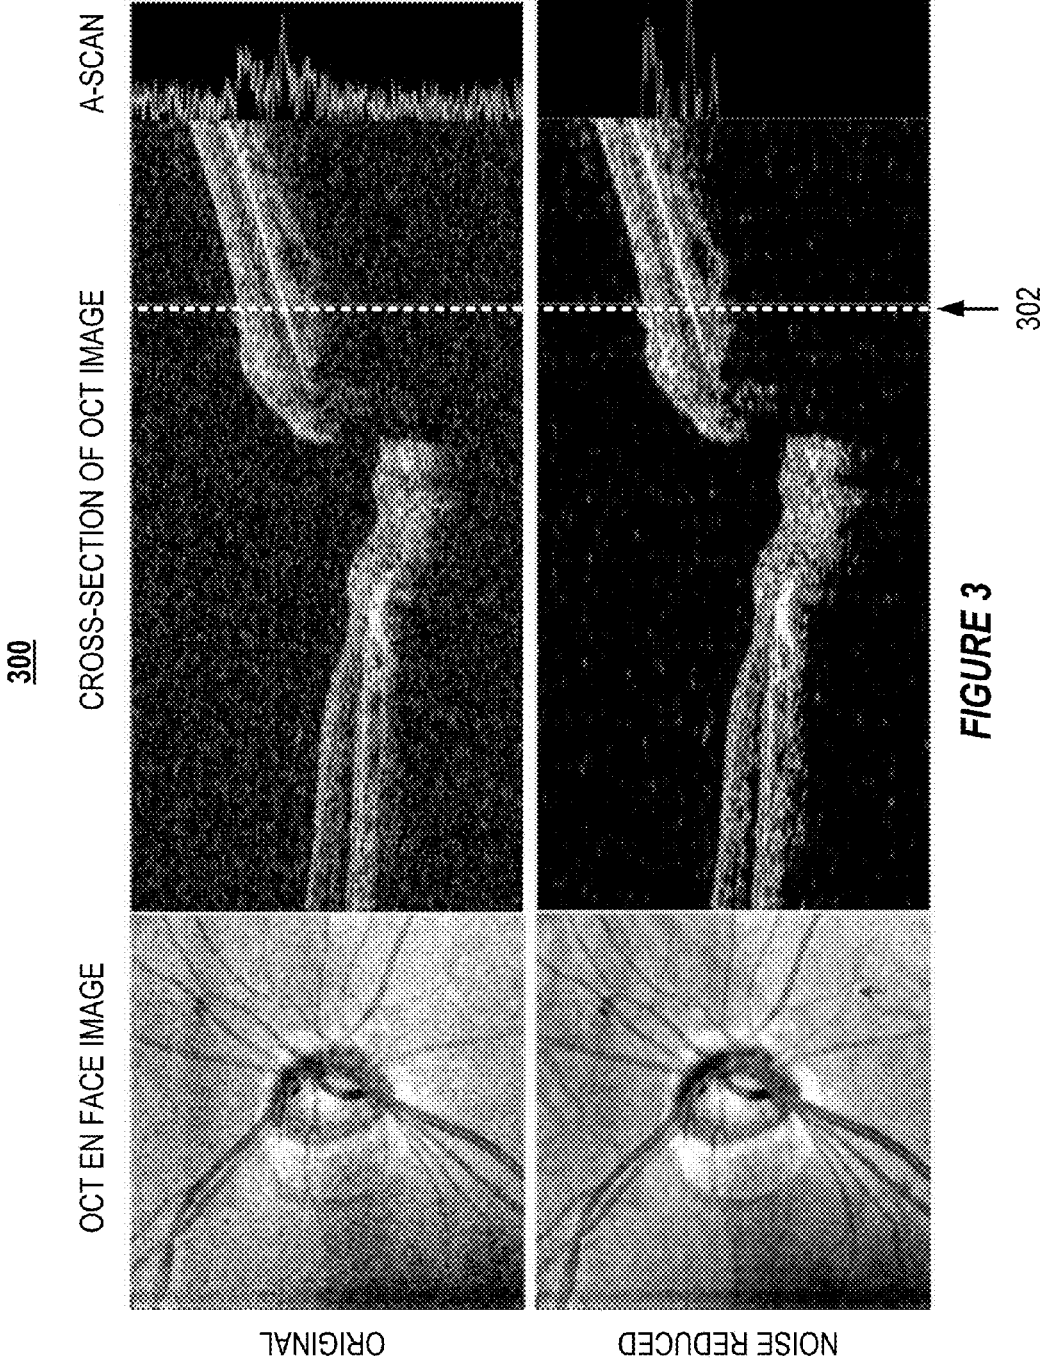 300
OCT EN FACE IMAGE
CROSS-SECTION OF OCT IMAGE
A-SCAN
ORIGINAL
NOISE REDUCED
302
FIGURE 3